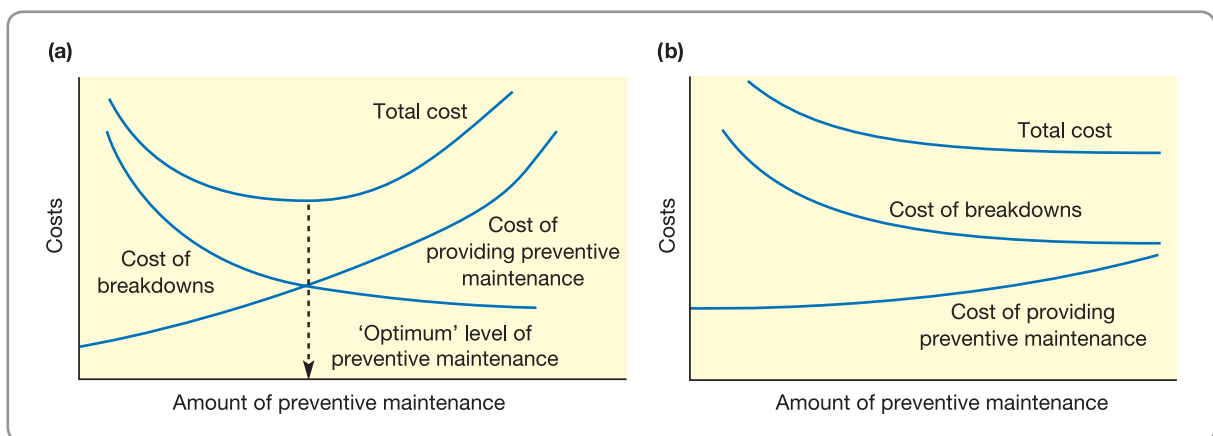 (a)
Total cost
Costs
Cost of
breakdowns
Cost of
providing preventive
maintenance
‘Optimum’ level of
preventive maintenance
Amount of preventive maintenance
(b)
Total cost
Cost of breakdowns
Costs
Cost of providing
preventive maintenance
Amount of preventive maintenance